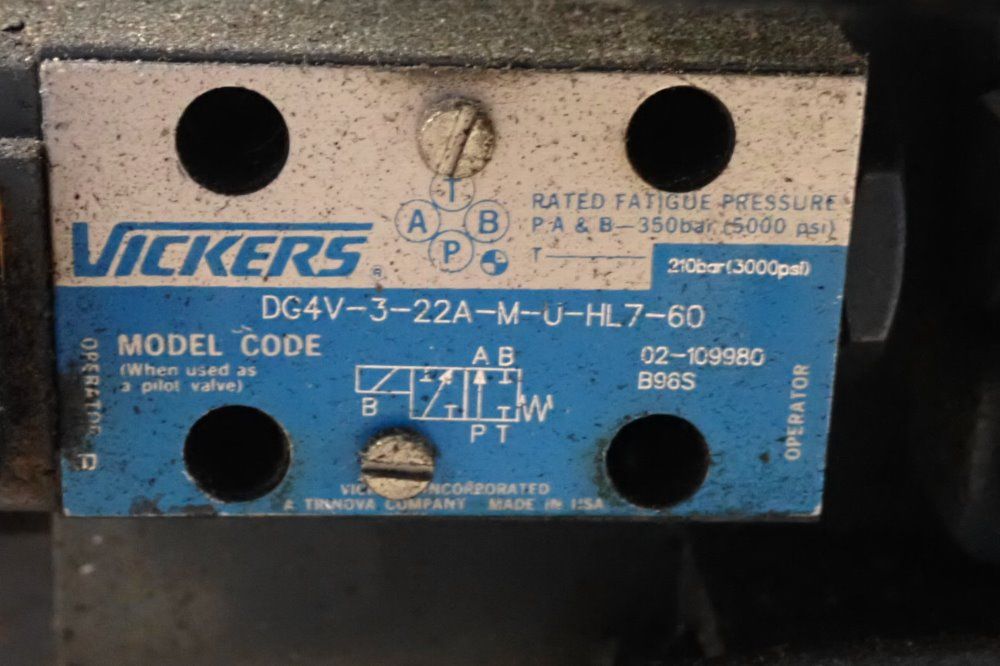 T
A B
P
VICKERS ®
RATED FATIGUE PRESSURE
P A & B—350bar (5000 psi)
T 210bar(3000psi)
DG4V-3-22A-M-U-HL7-60
MODEL CODE
(When used as
a pilot valve)
02-109980
B96S
A B
B
P T
OPERATOR B
OPERATOR
INCORPORATED
A TRINOVA COMPANY MADE IN USA